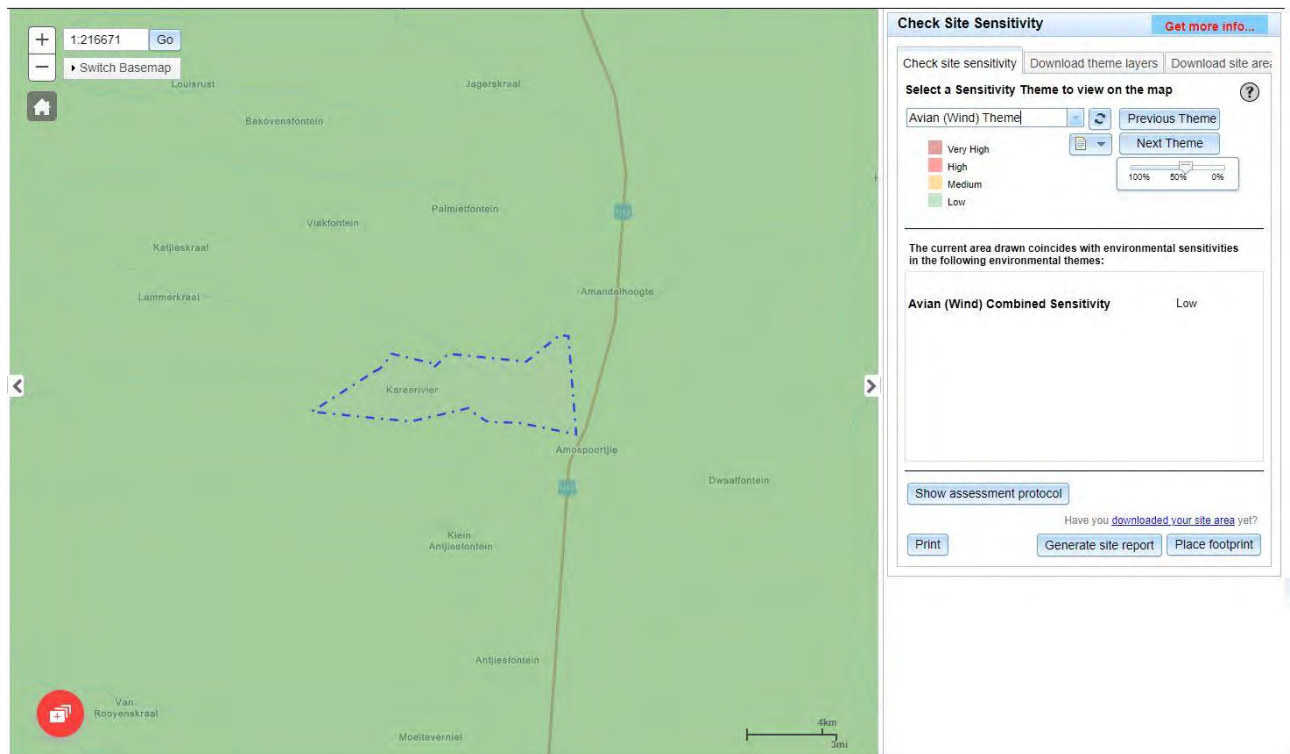 1:216671 Go
Switch Basemap
Louisrust
Jagerskraal
Bakovensfontein
Palmietfontein
Vlakfontein
Katjieskraal
Amandelhoogte
Lammerkraal
Kareerivier
Amospoortjie
Dwaalfontein
Klein
Antjiesfontein
Antjiesfontein
Van
Rooyenskraal
4km
3mi
Check Site Sensitivity
Get more info...
Check site sensitivity
Download theme layers
Download site area
Select a Sensitivity Theme to view on the map
?
Avian (Wind) Theme
Previous Theme
Next Theme
Very High
High
Medium
Low
100% 50% 0%
The current area drawn coincides with environmental sensitivities
in the following environmental themes:
Avian (Wind) Combined Sensitivity Low
Show assessment protocol
Have you downloaded your site area yet?
Print
Generate site report
Place footprint